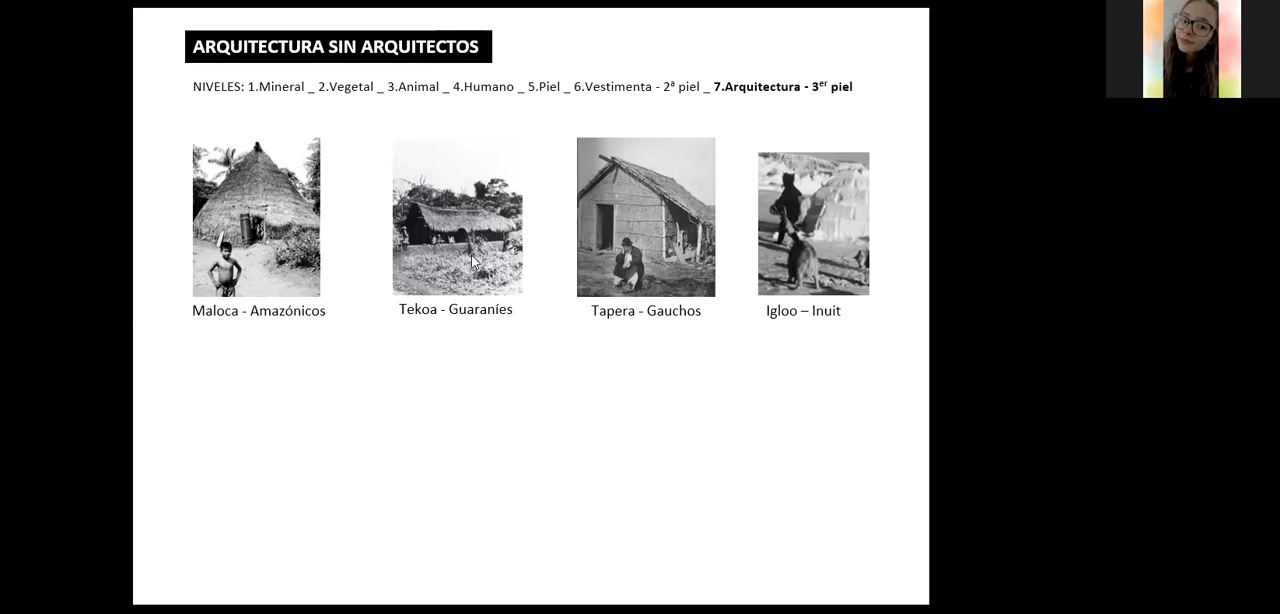 ARQUITECTURA SIN ARQUITECTOS
NIVELES: 1.Mineral _ 2.Vegetal _ 3.Animal _ 4.Humano _ 5.Piel _ 6.Vestimenta - 2ª piel _ 7.Arquitectura - 3er piel
Maloca - Amazónicos
Tekoa - Guaraníes
Tapera - Gauchos
Igloo – Inuit